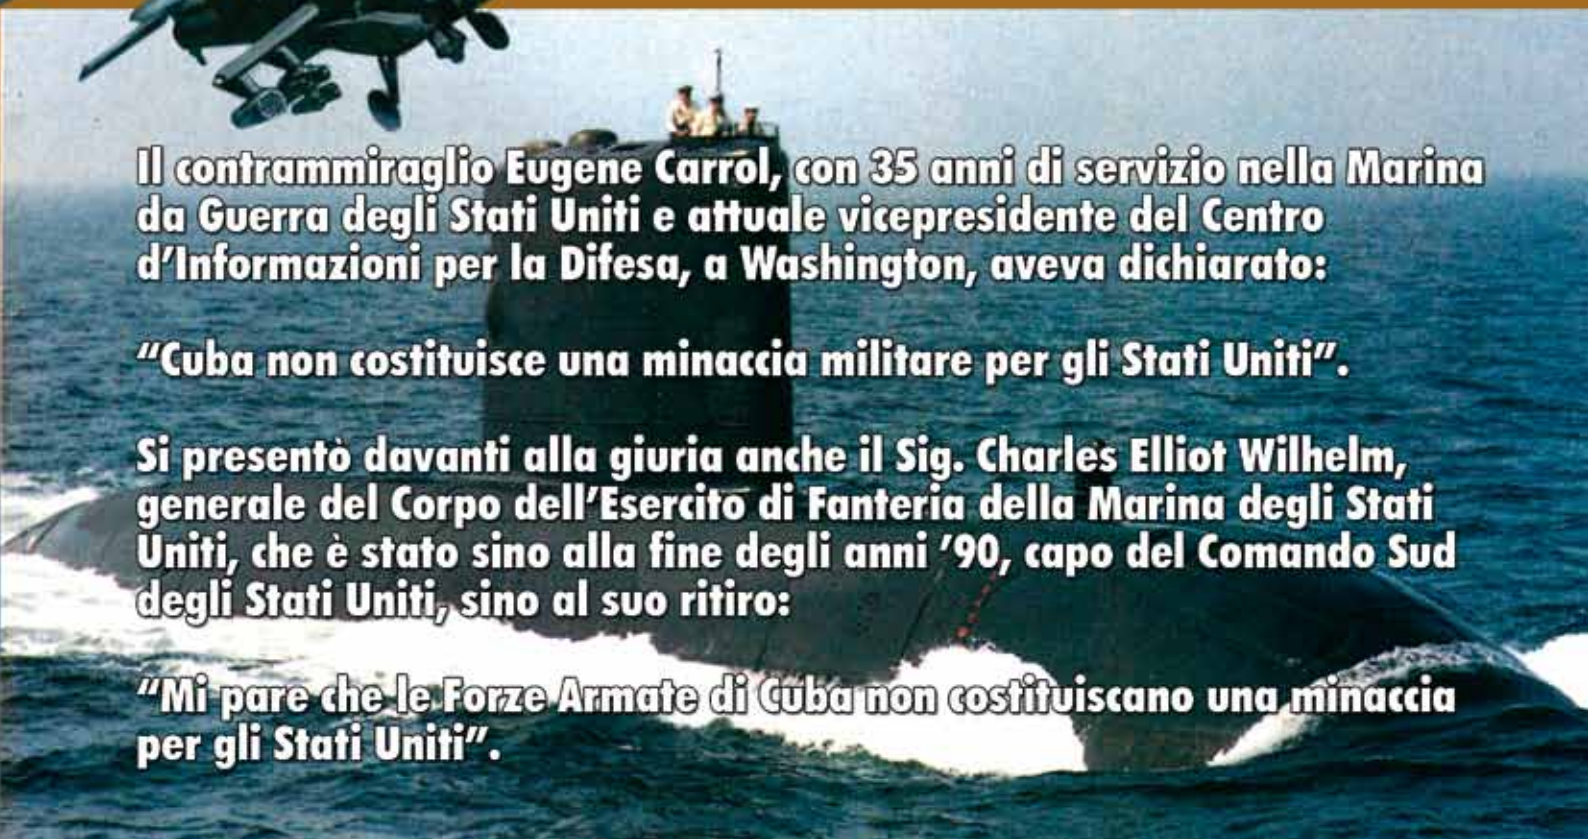 Il contrammiraglio Eugene Carrol, con 35 anni di servizio nella Marina
da Guerra degli Stati Uniti e attuale vicepresidente del Centro
d'Informazioni per la Difesa, a Washington, aveva dichiarato:
"Cuba non costituisce una minaccia militare per gli Stati Uniti".
Si presentò davanti alla giuria anche il Sig. Charles Elliot Wilhelm,
generale del Corpo dell'Esercito di Fanteria della Marina degli Stati
Uniti, che è stato sino alla fine degli anni '90, capo del Comando Sud
degli Stati Uniti, sino al suo ritiro:
"Mi pare che le Forze Armate di Cuba non costituiscano una minaccia
per gli Stati Uniti".